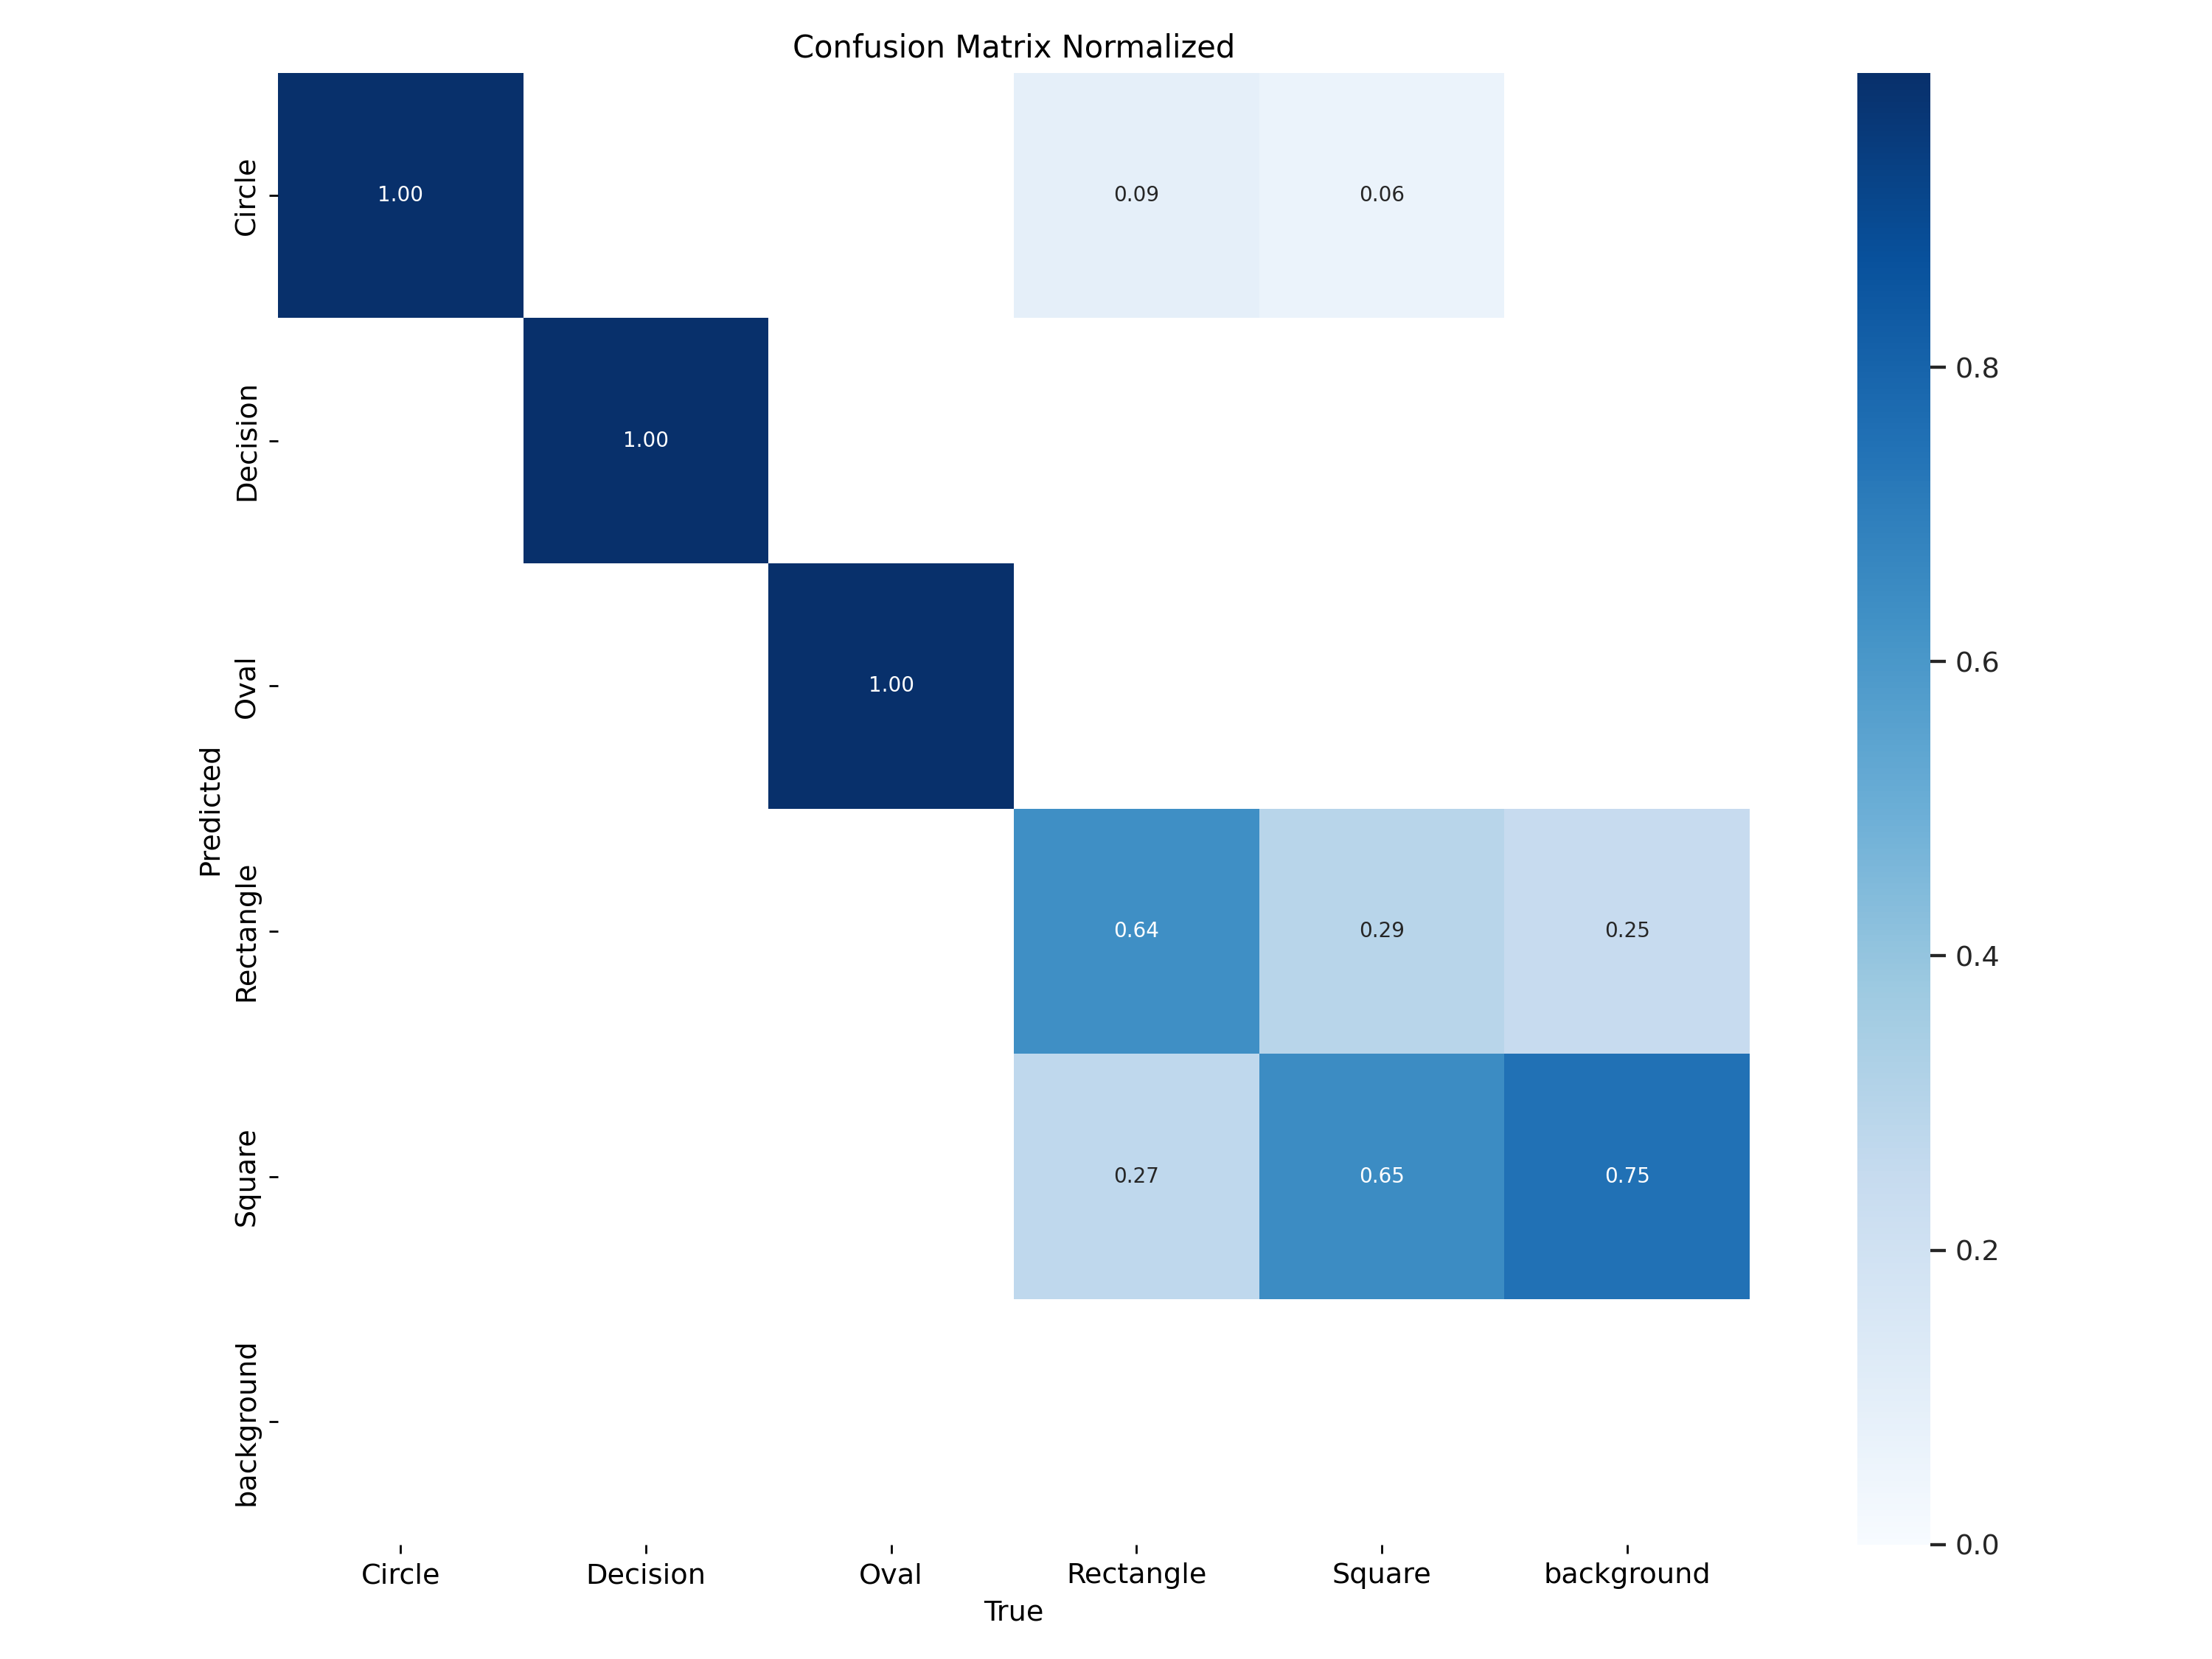 Confusion Matrix Normalized
Circle
1.00
0.09
0.06
Decision
1.00
Oval
1.00
Rectangle
0.64
0.29
0.25
Square
0.27
0.65
0.75
background
Predicted
Circle
Decision
Oval
Rectangle
Square
background
True
0.8
0.6
0.4
0.2
0.0